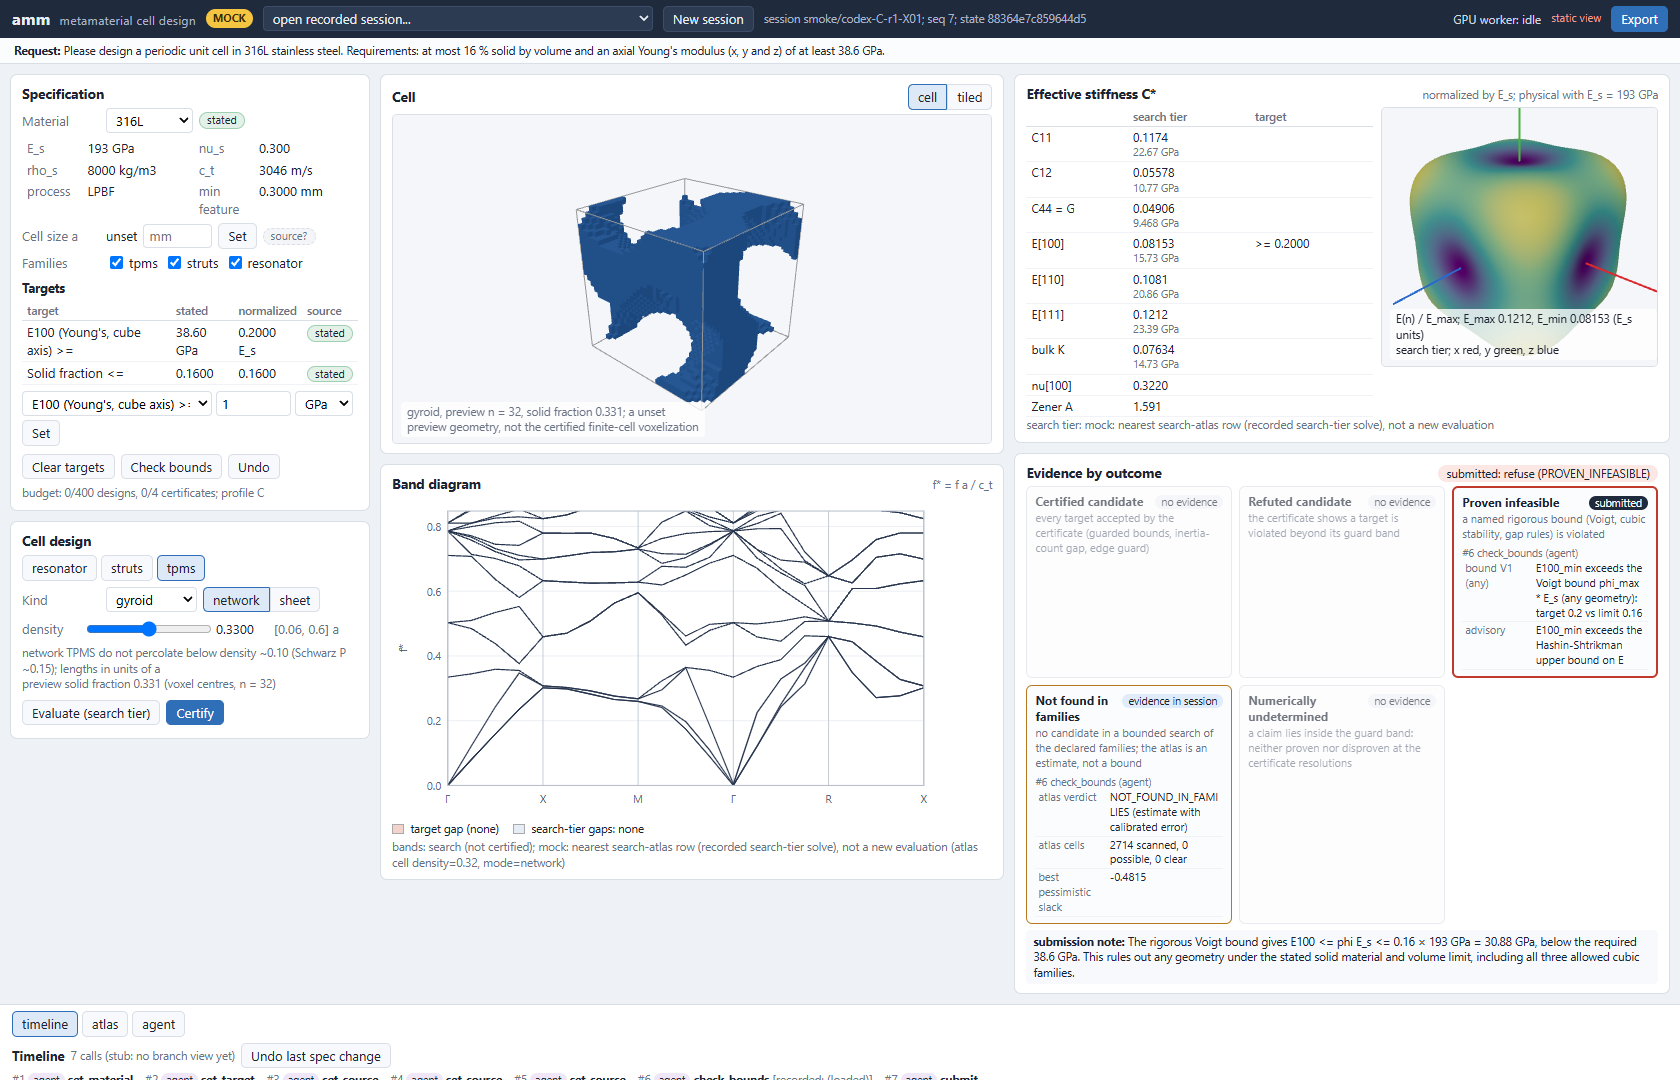 amm metamaterial cell design MOCK open recorded session... New session session smoke/codex-C-r1-X01; seq 7; state 88364e7c859644d5 GPU worker: idle static view Export
Request: Please design a periodic unit cell in 316L stainless steel. Requirements: at most 16 % solid by volume and an axial Young's modulus (x, y and z) of at least 38.6 GPa.
Specification
Material 316L stated
E_s 193 GPa nu_s 0.300
rho_s 8000 kg/m3 c_t 3046 m/s
process LPBF min feature 0.3000 mm
Cell size a unset mm Set source?
Families tpms struts resonator
Targets
target stated normalized source
E100 (Young's, cube axis) >= 38.60 GPa 0.2000 E_s stated
Solid fraction <= 0.1600 0.1600 stated
E100 (Young's, cube axis) >= 1 GPa
Set
Clear targets Check bounds Undo
budget: 0/400 designs, 0/4 certificates; profile C
Cell design
resonator struts tpms
Kind gyroid network sheet
density 0.3300 [0.06, 0.6] a
network TPMS do not percolate below density ~0.10 (Schwarz P
~0.15); lengths in units of a
preview solid fraction 0.331 (voxel centres, n = 32)
Evaluate (search tier) Certify
Cell cell tiled
gyroid, preview n = 32, solid fraction 0.331; a unset
preview geometry, not the certified finite-cell voxelization
Band diagram f* = f a / c_t
0.8
0.6
f*
0.4
0.2
0.0
Γ X M Γ R X
target gap (none) search-tier gaps: none
bands: search (not certified); mock: nearest search-atlas row (recorded search-tier solve), not a new evaluation (atlas
cell density=0.32, mode=network)
Effective stiffness C* normalized by E_s; physical with E_s = 193 GPa
search tier target
C11 0.1174
22.67 GPa
C12 0.05578
10.77 GPa
C44 = G 0.04906
9.468 GPa
E[100] 0.08153 >= 0.2000
15.73 GPa
E[110] 0.1081
20.86 GPa
E[111] 0.1212
23.39 GPa
bulk K 0.07634
14.73 GPa
nu[100] 0.3220
Zener A 1.591
E(n) / E_max; E_max 0.1212, E_min 0.08153 (E_s
units)
search tier; x red, y green, z blue
search tier: mock: nearest search-atlas row (recorded search-tier solve), not a new evaluation
Evidence by outcome submitted: refuse (PROVEN_INFEASIBLE)
Certified candidate no evidence
every target accepted by the
certificate (guarded bounds, inertia-
count gap, edge guard)
Refuted candidate no evidence
the certificate shows a target is
violated beyond its guard band
Proven infeasible submitted
a named rigorous bound (Voigt, cubic
stability, gap rules) is violated
#6 check_bounds (agent)
bound V1 (any) E100_min exceeds the
Voigt bound phi_max
* E_s (any geometry):
target 0.2 vs limit 0.16
advisory E100_min exceeds the
Hashin-Shtrikman
upper bound on E
Not found in families evidence in session
no candidate in a bounded search of
the declared families; the atlas is an
estimate, not a bound
#6 check_bounds (agent)
atlas verdict NOT_FOUND_IN_FAMI
LIES (estimate with
calibrated error)
atlas cells 2714 scanned, 0
possible, 0 clear
best pessimistic slack -0.4815
Numerically undetermined no evidence
a claim lies inside the guard band:
neither proven nor disproven at the
certificate resolutions
submission note: The rigorous Voigt bound gives E100 <= phi E_s <= 0.16 × 193 GPa = 30.88 GPa, below the required
38.6 GPa. This rules out any geometry under the stated solid material and volume limit, including all three allowed cubic
families.
timeline atlas agent
Timeline 7 calls (stub: no branch view yet) Undo last spec change
#1 agent set_material #2 agent set_target #3 agent set_source #4 agent set_source #5 agent set_source #6 agent check_bounds [recorded: (loaded)] #7 agent submit